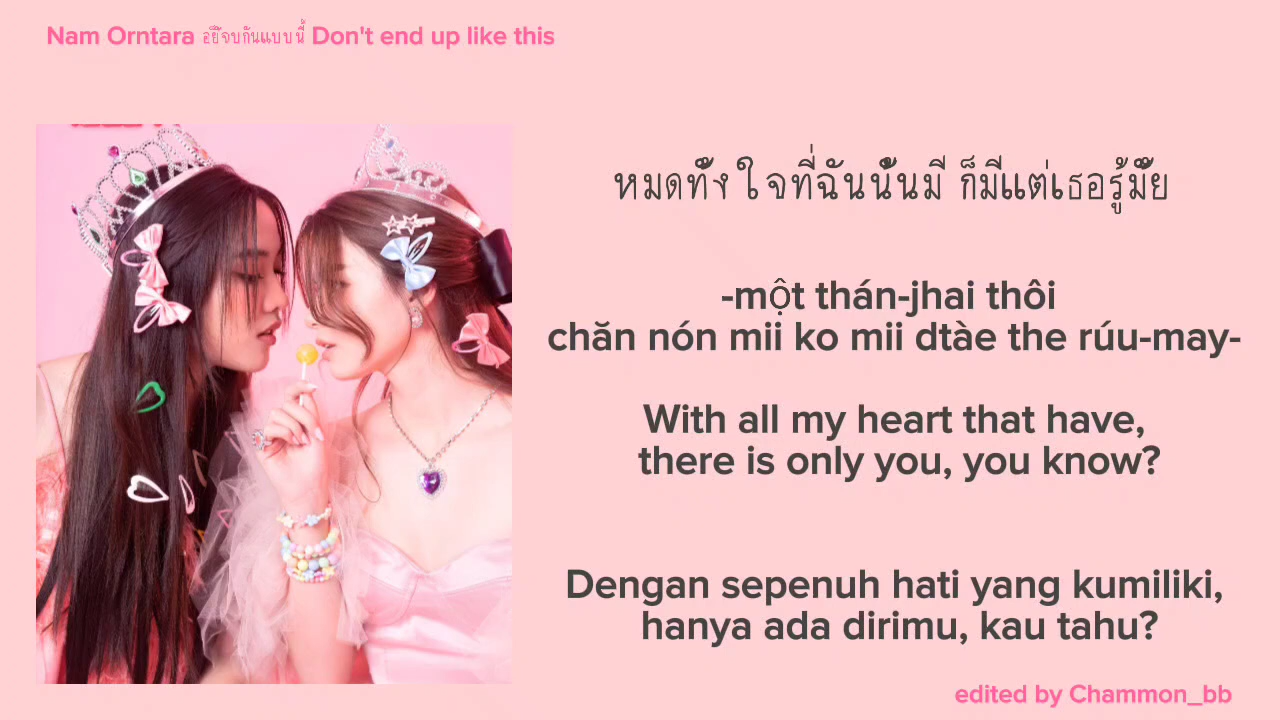 Nam Orntara อย่าจบกันแบบนี้ Don't end up like this
หมดทั้งใจที่ฉันนั้นมี ก็มีแต่เธอรู้มั้ย
-một thán-jhai thôi
chăn nón mii ko mii dtàe the rúu-may-
With all my heart that have,
there is only you, you know?
Dengan sepenuh hati yang kumiliki,
hanya ada dirimu, kau tahu?
edited by Chammon_bb